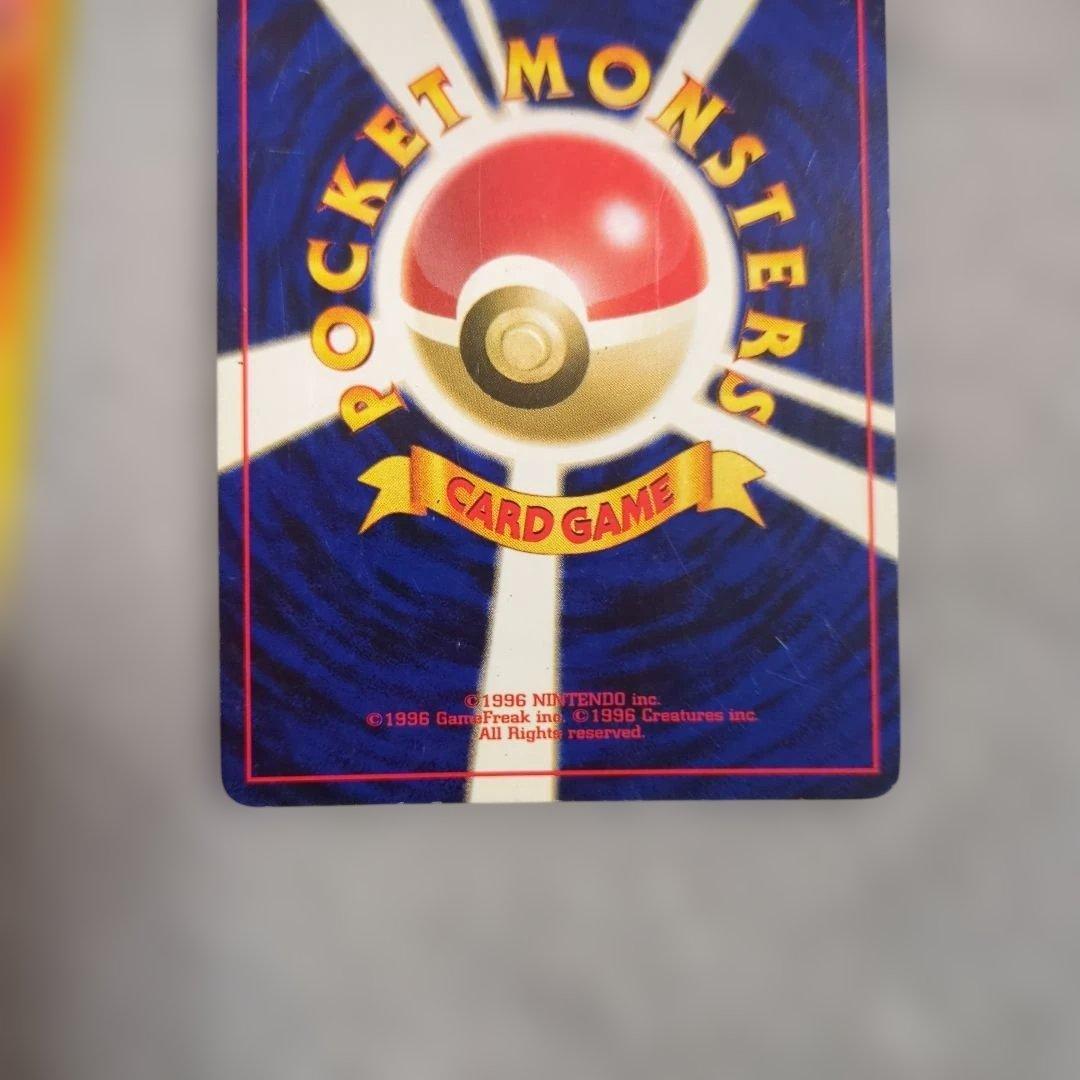 POCKET MONSTERS
CARD GAME
©1996 NINTENDO inc.
©1996 GameFreak inc. ©1996 Creatures inc.
All Rights reserved.